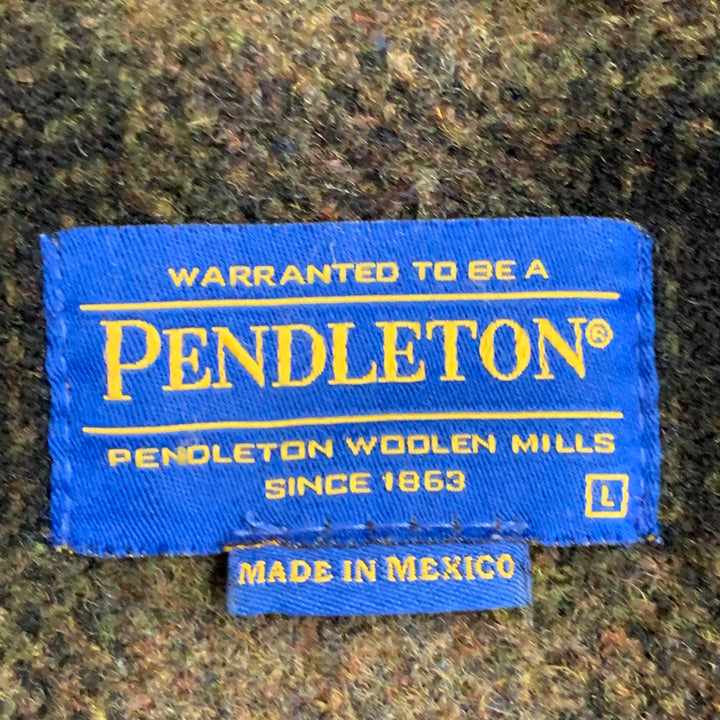 WARRANTED TO BE A
PENDLETON®
PENDLETON WOOLEN MILLS
SINCE 1863
L
MADE IN MEXICO